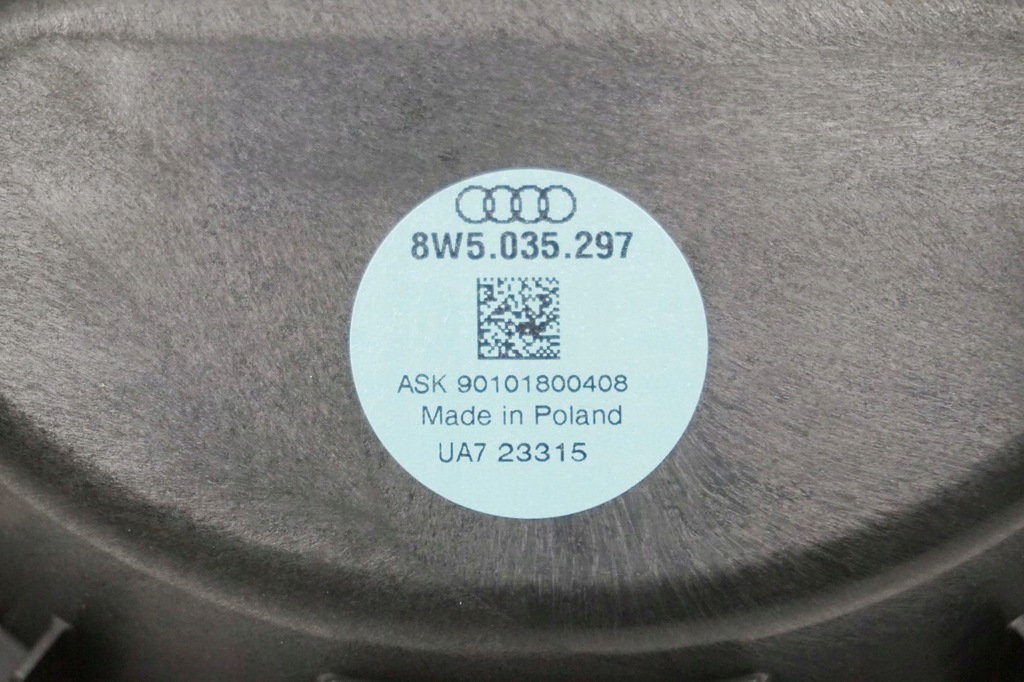 8W5.035.297
ASK 90101800408
Made in Poland
UA7 23315